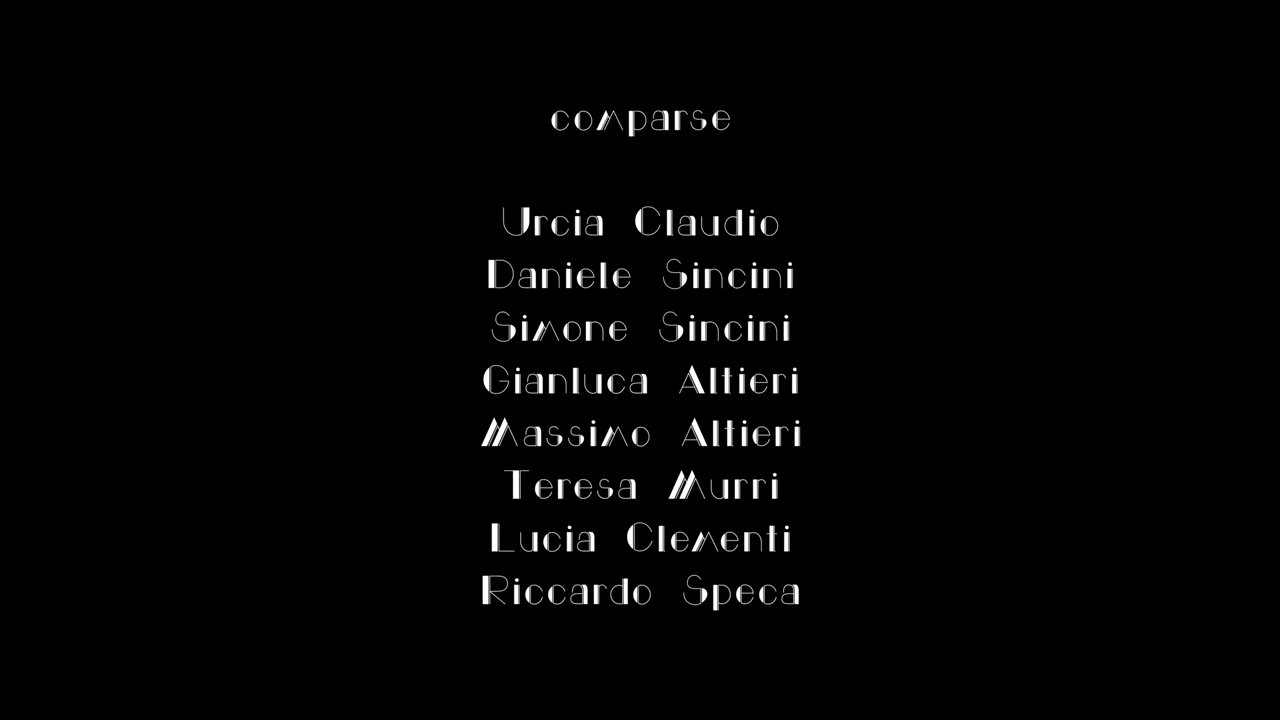 comparse
Urcia Claudio
Daniele Sincini
Simone Sincini
Gianluca Altieri
Massimo Altieri
Teresa Murri
Lucia Clementi
Riccardo Speca